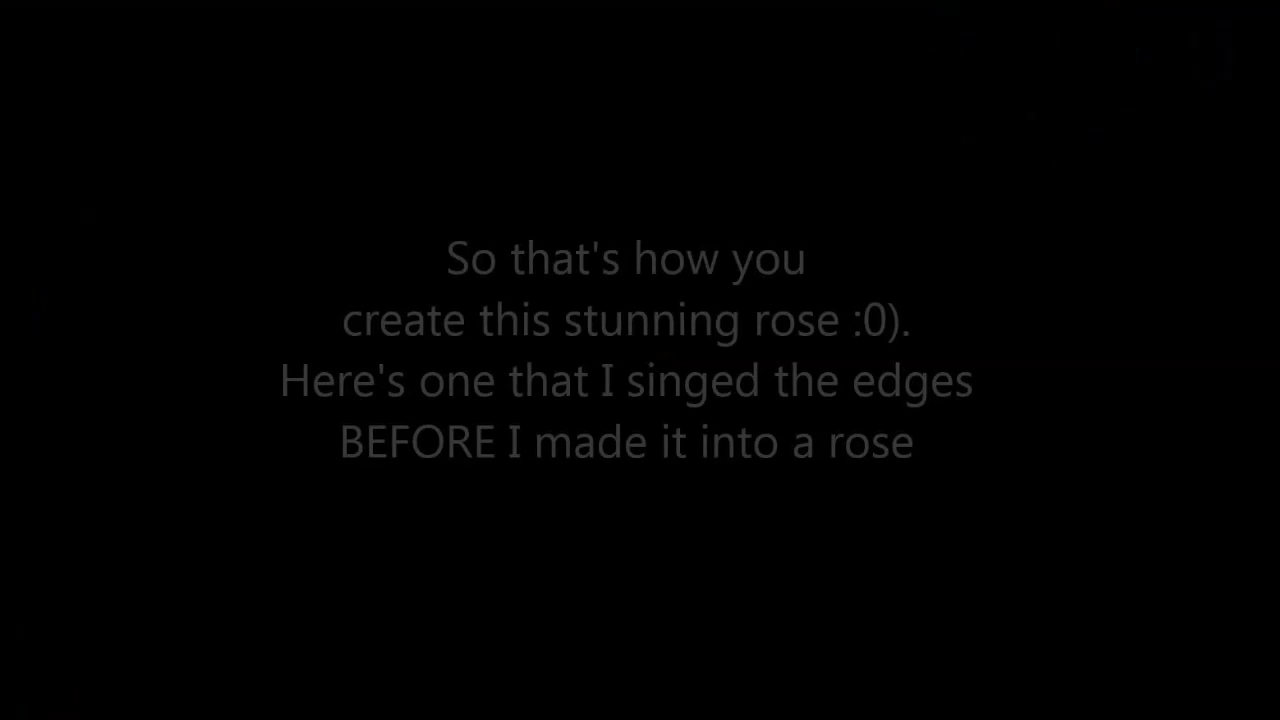 So that's how you
create this stunning rose :0).
Here's one that I singed the edges
BEFORE I made it into a rose